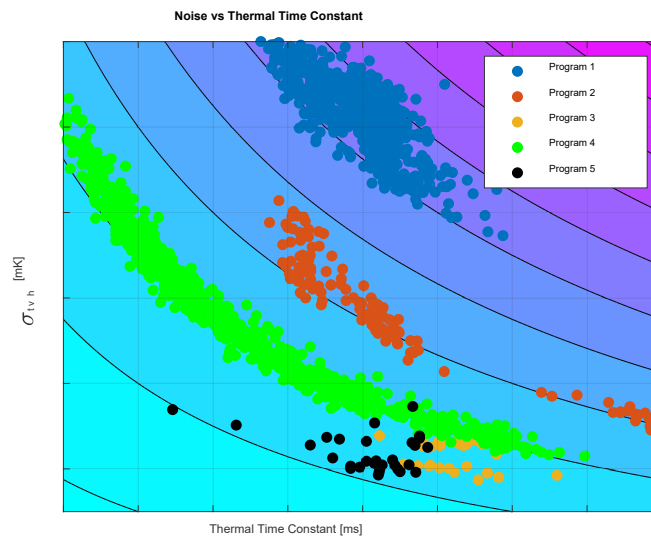 Noise vs Thermal Time Constant
Program 1
Program 2
Program 3
Program 4
Program 5
σ t v h [mK]
Thermal Time Constant [ms]